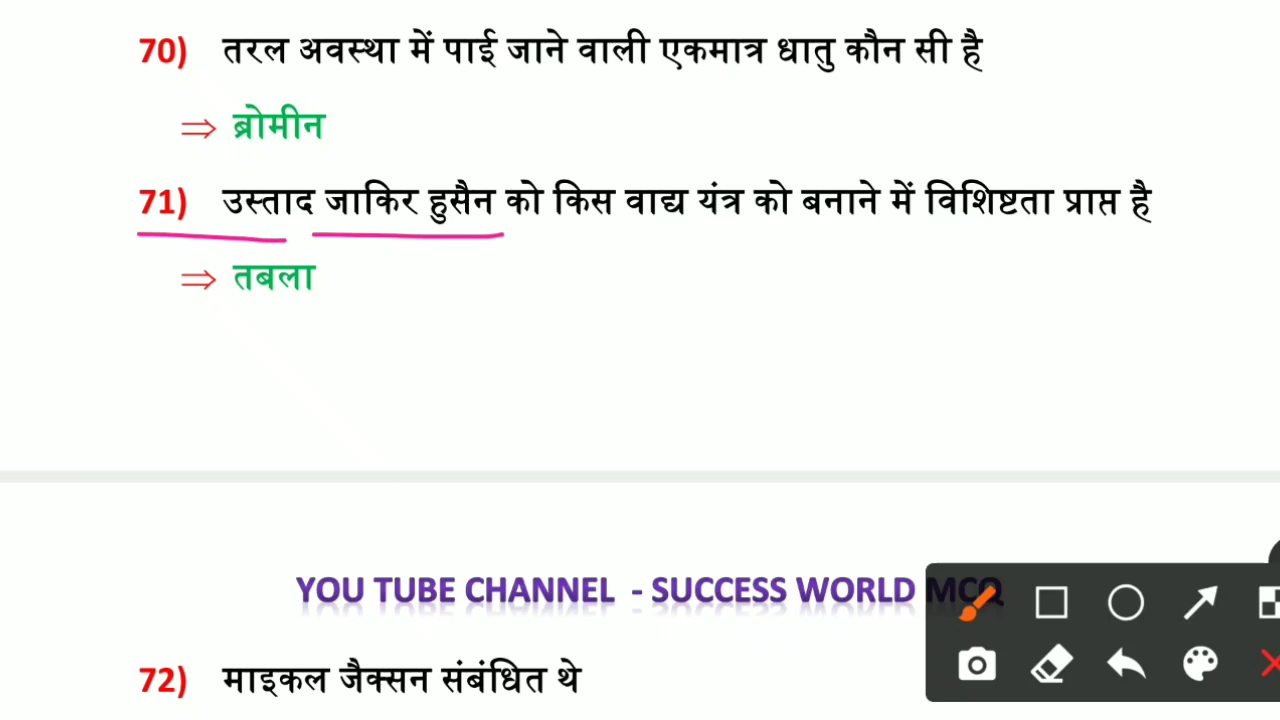 70) तरल अवस्था में पाई जाने वाली एकमात्र धातु कौन सी है
⇒ ब्रोमीन
71) उस्ताद जाकिर हुसैन को किस वाद्य यंत्र को बनाने में विशिष्टता प्राप्त है
⇒ तबला
YOU TUBE CHANNEL - SUCCESS WORLD MCQ
72) माइकल जैक्सन संबंधित थे